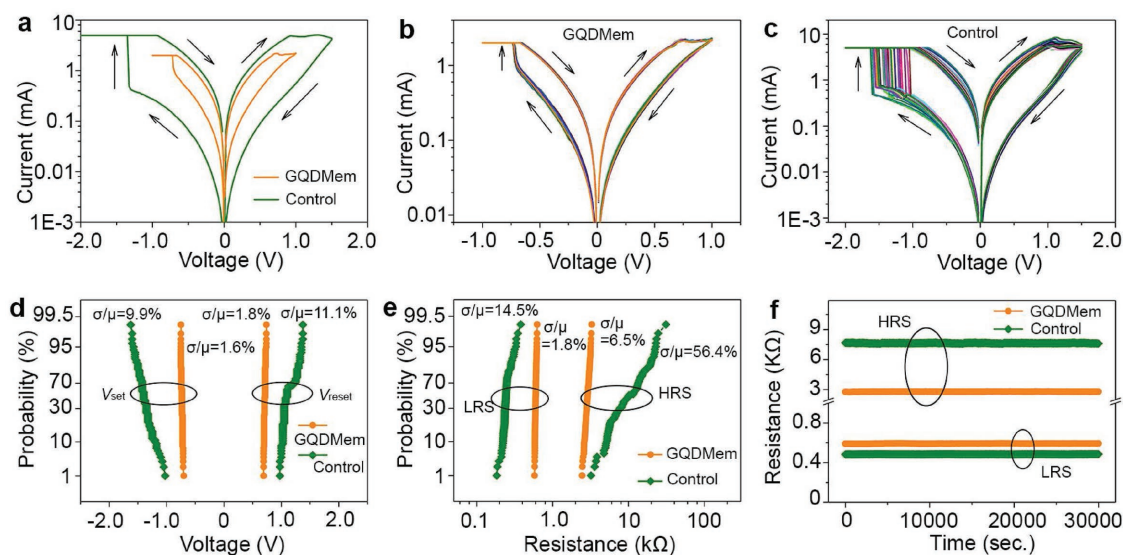 a
10
1
0.1
0.01
1E-3
Current (mA)
GQDMem
Control
-2.0 -1.0 0 1.0 2.0
Voltage (V)
b
GQDMem
1
0.1
0.01
Current (mA)
-1.0 -0.5 0 0.5 1.0
Voltage (V)
c
Control
10
1
0.1
0.01
1E-3
Current (mA)
-2.0 -1.0 0 1.0 2.0
Voltage (V)
d
99.5
95
70
30
10
1
Probability (%)
σ/μ=9.9%
σ/μ=1.8%
σ/μ=11.1%
σ/μ=1.6%
Vset
Vreset
GQDMem
Control
-2.0 -1.0 0 1.0 2.0
Voltage (V)
e
99.5
95
70
30
10
1
Probability (%)
σ/μ=14.5%
σ/μ
=1.8%
σ/μ
=6.5%
σ/μ=56.4%
LRS
HRS
GQDMem
Control
0.1 1.0 10 100
Resistance (kΩ)
f
9
6
3
0.8
0.4
0
Resistance (KΩ)
HRS
GQDMem
Control
LRS
0 10000 20000 30000
Time (sec.)